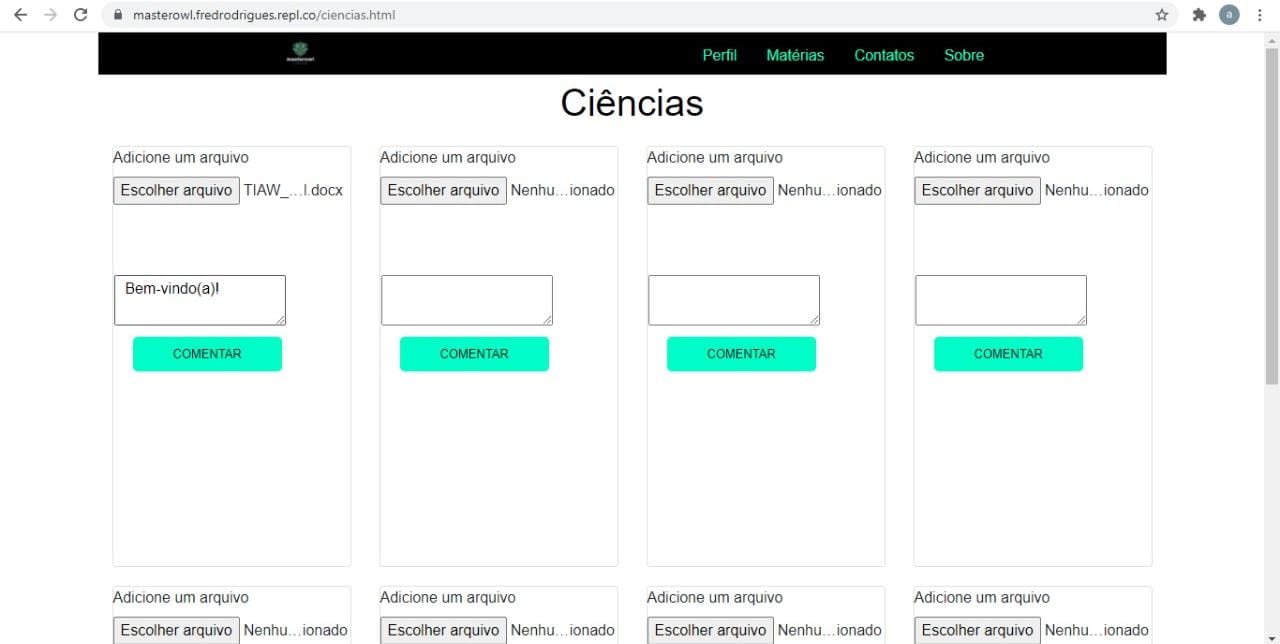 masterowl.fredrodrigues.repl.co/ciencias.html
a
masterowl
Perfil Matérias Contatos Sobre
Ciências
Adicione um arquivo Adicione um arquivo Adicione um arquivo Adicione um arquivo
Escolher arquivo TIAW_...l.docx Escolher arquivo Nenhu...ionado Escolher arquivo Nenhu...ionado Escolher arquivo Nenhu...ionado
Bem-vindo(a)!
COMENTAR COMENTAR COMENTAR COMENTAR
Adicione um arquivo Adicione um arquivo Adicione um arquivo Adicione um arquivo
Escolher arquivo Nenhu...ionado Escolher arquivo Nenhu...ionado Escolher arquivo Nenhu...ionado Escolher arquivo Nenhu...ionado